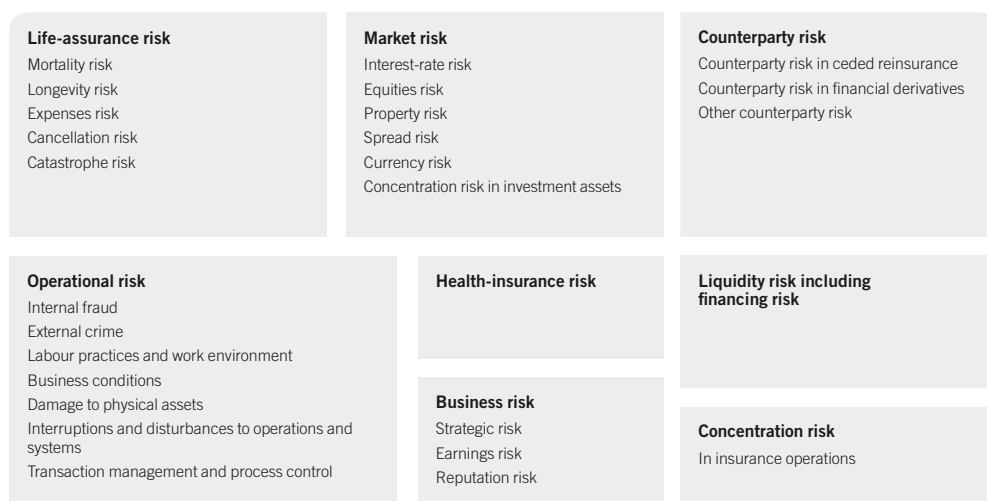 Life-assurance risk
Mortality risk
Longevity risk
Expenses risk
Cancellation risk
Catastrophe risk
Market risk
Interest-rate risk
Equities risk
Property risk
Spread risk
Currency risk
Concentration risk in investment assets
Counterparty risk
Counterparty risk in ceded reinsurance
Counterparty risk in financial derivatives
Other counterparty risk
Operational risk
Internal fraud
External crime
Labour practices and work environment
Business conditions
Damage to physical assets
Interruptions and disturbances to operations and
systems
Transaction management and process control
Health-insurance risk
Business risk
Strategic risk
Earnings risk
Reputation risk
Liquidity risk including
financing risk
Concentration risk
In insurance operations